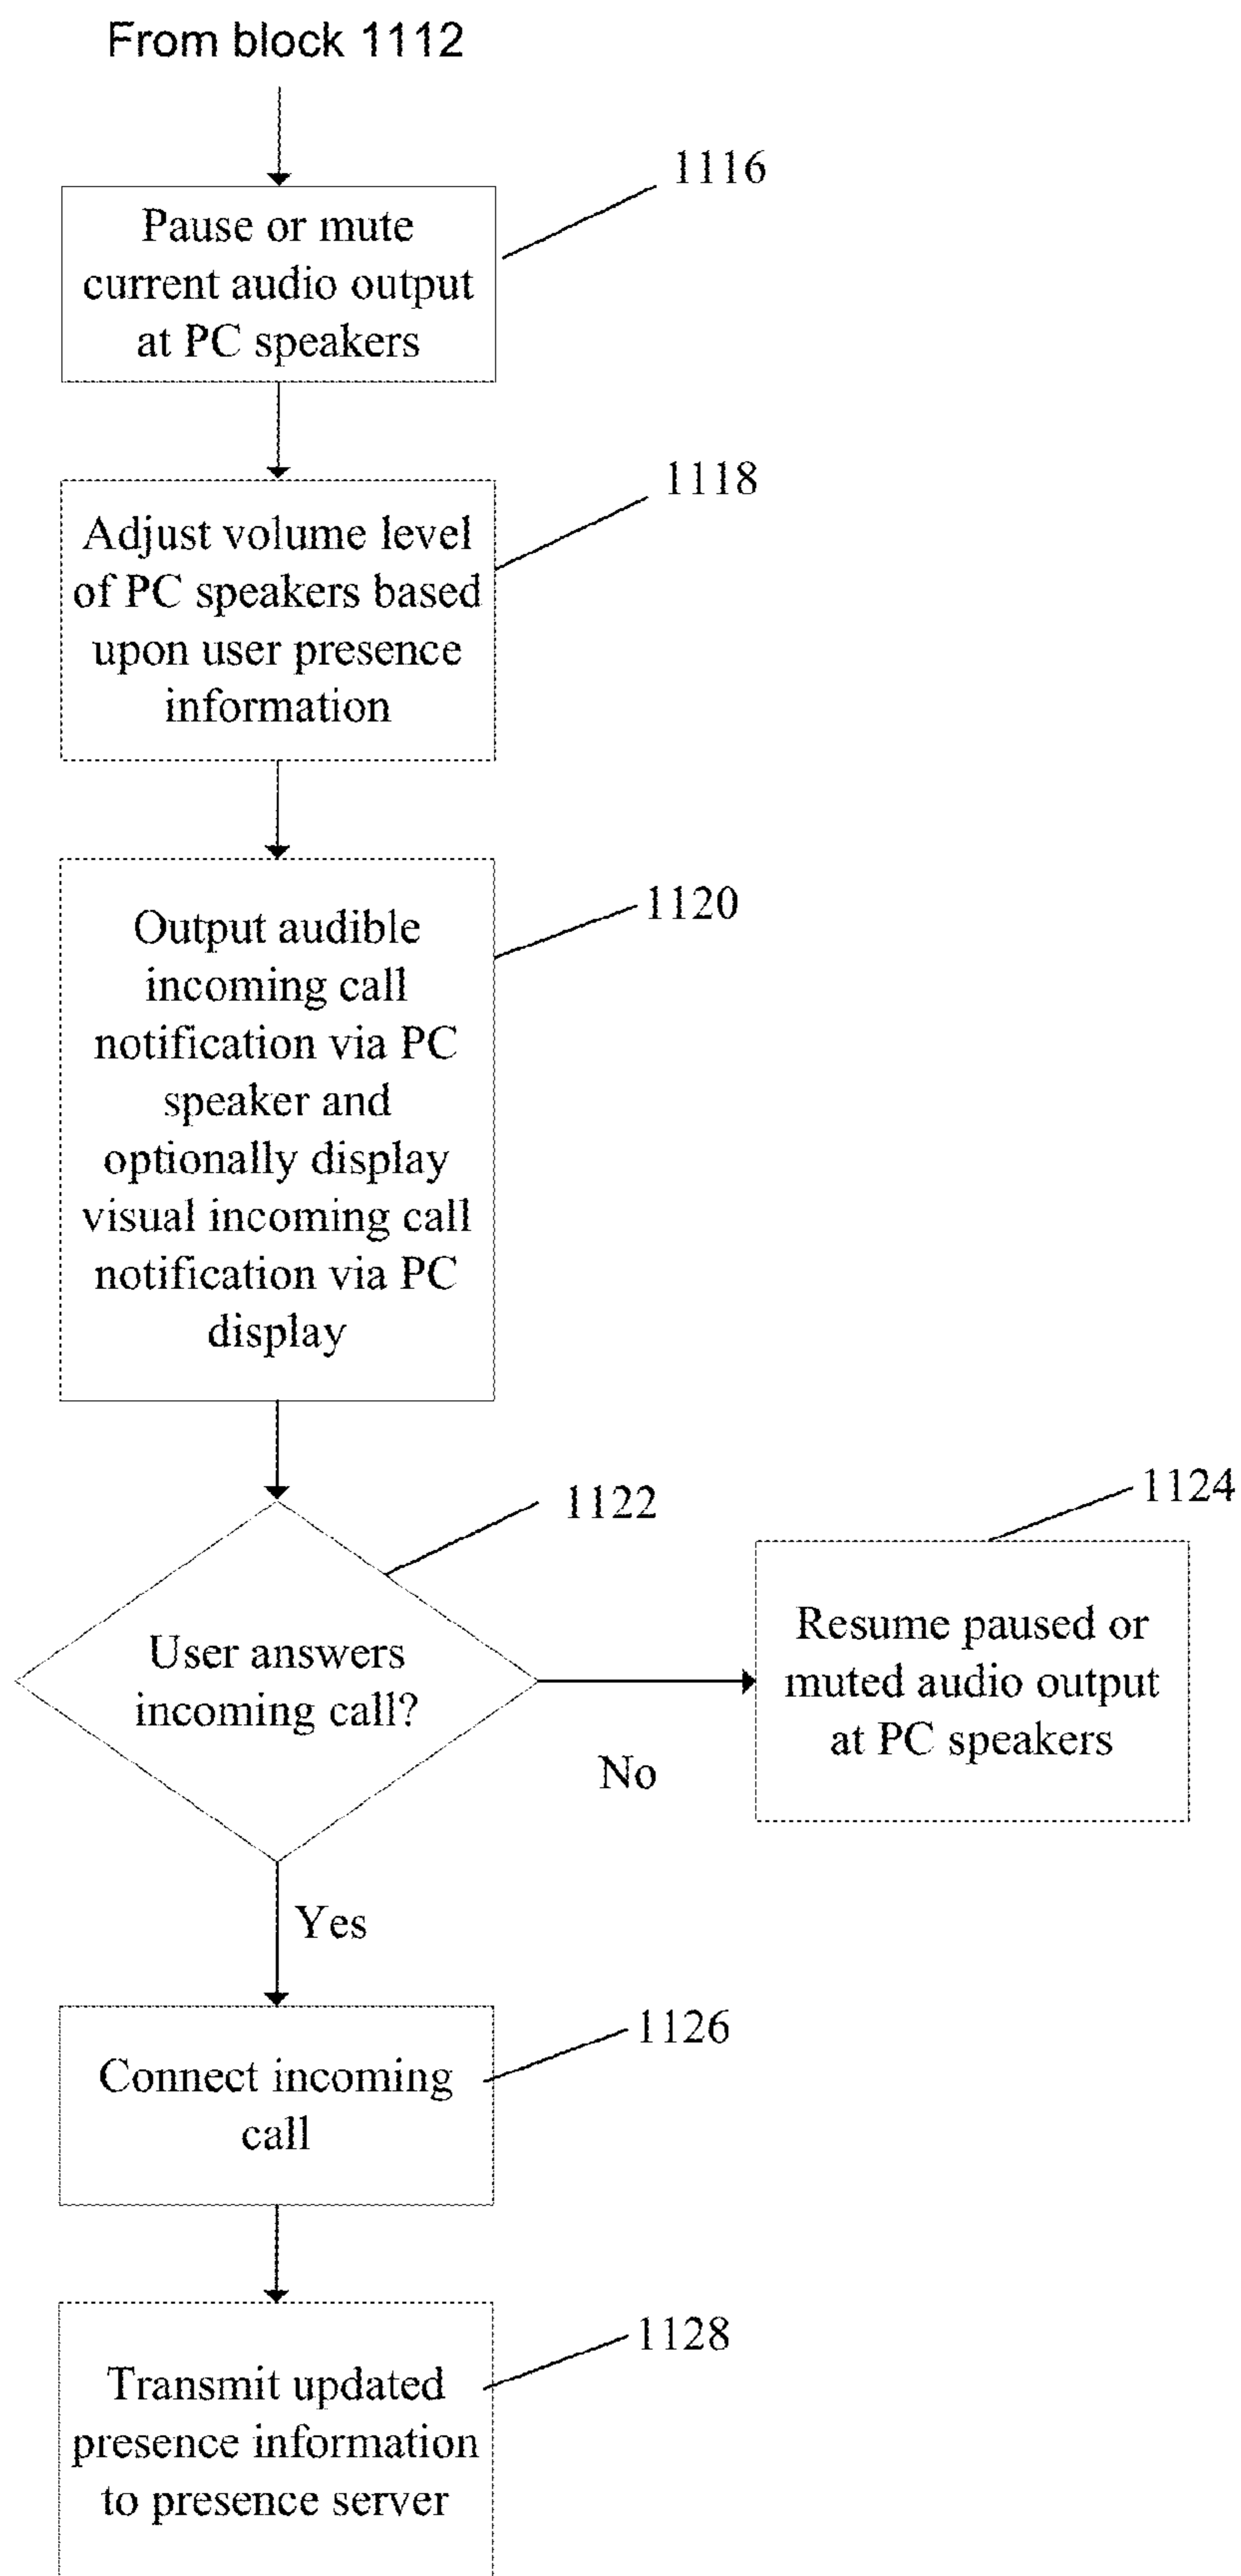 From block 1112
1116
Pause or mute
current audio output
at PC speakers
1118
Adjust volume level
of PC speakers based
upon user presence
information
1120
Output audible
incoming call
notification via PC
speaker and
optionally display
visual incoming call
notification via PC
display
1122
1124
User answers
incoming call?
Resume paused or
muted audio output
at PC speakers
No
Yes
1126
Connect incoming
call
1128
Transmit updated
presence information
to presence server